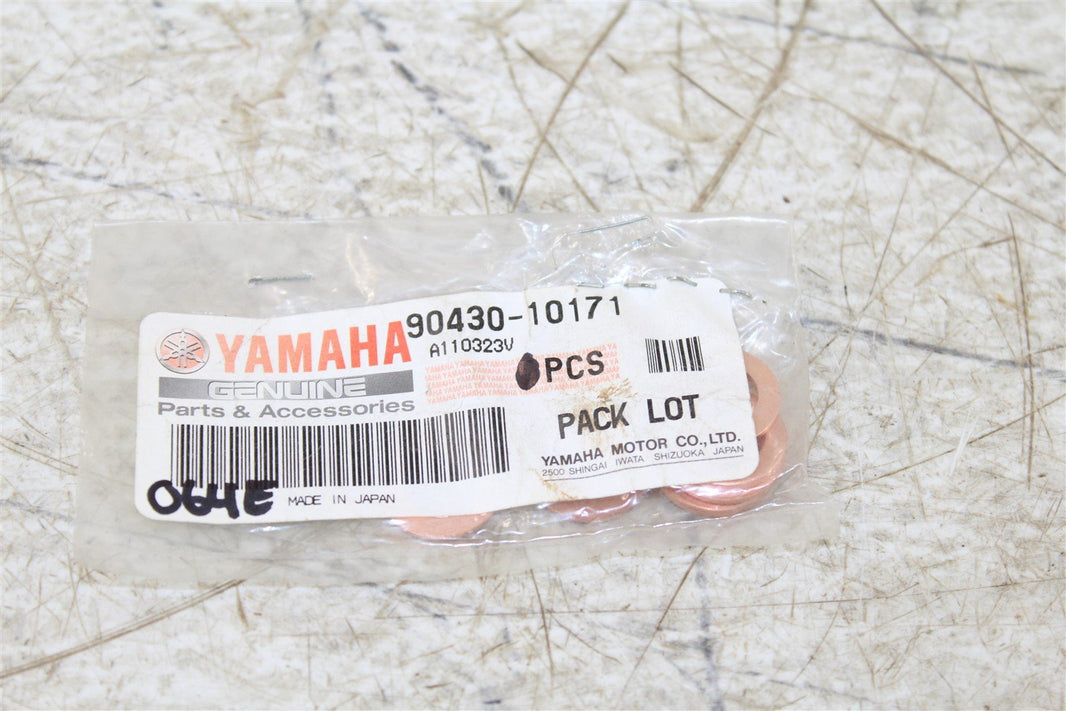 YAMAHA
GENUINE
Parts & Accessories
90430-10171
A110323V
PCS
PACK LOT
YAMAHA MOTOR CO., LTD.
2500 SHINGAI IWATA SHIZUOKA JAPAN
064E
MADE IN JAPAN